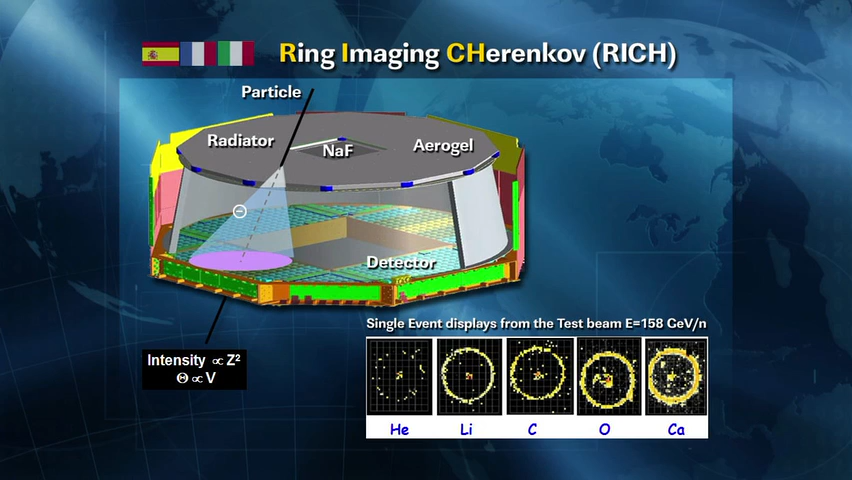 Ring Imaging CHerenkov (RICH)
Particle
Radiator
NaF
Aerogel
Θ
Detector
Single Event displays from the Test beam E=158 GeV/n
Intensity ∝ Z²
Θ ∝ V
He Li C O Ca